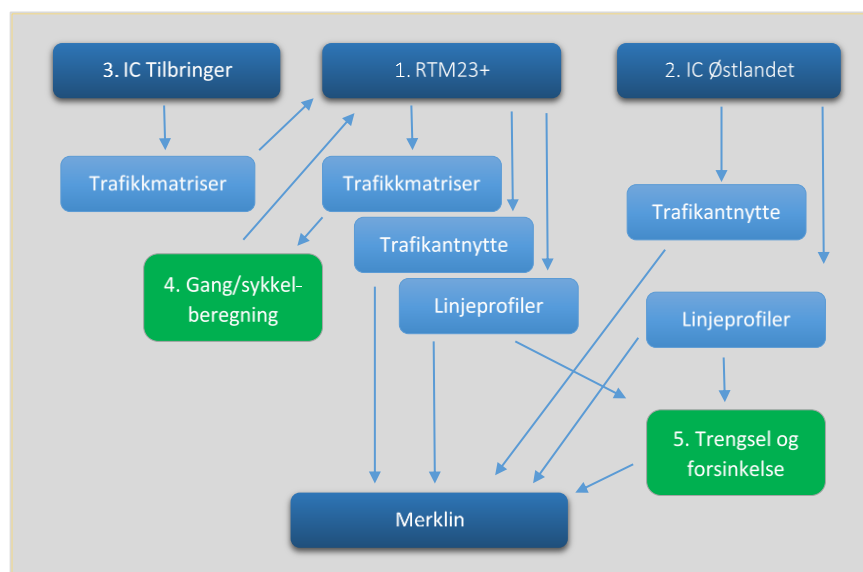 3. IC Tilbringer
1. RTM23+
2. IC Østlandet
Trafikkmatriser
Trafikkmatriser
Trafikantnytte
Trafikantnytte
4. Gang/sykkel-
beregning
Linjeprofiler
Linjeprofiler
5. Trengsel og
forsinkelse
Merklin